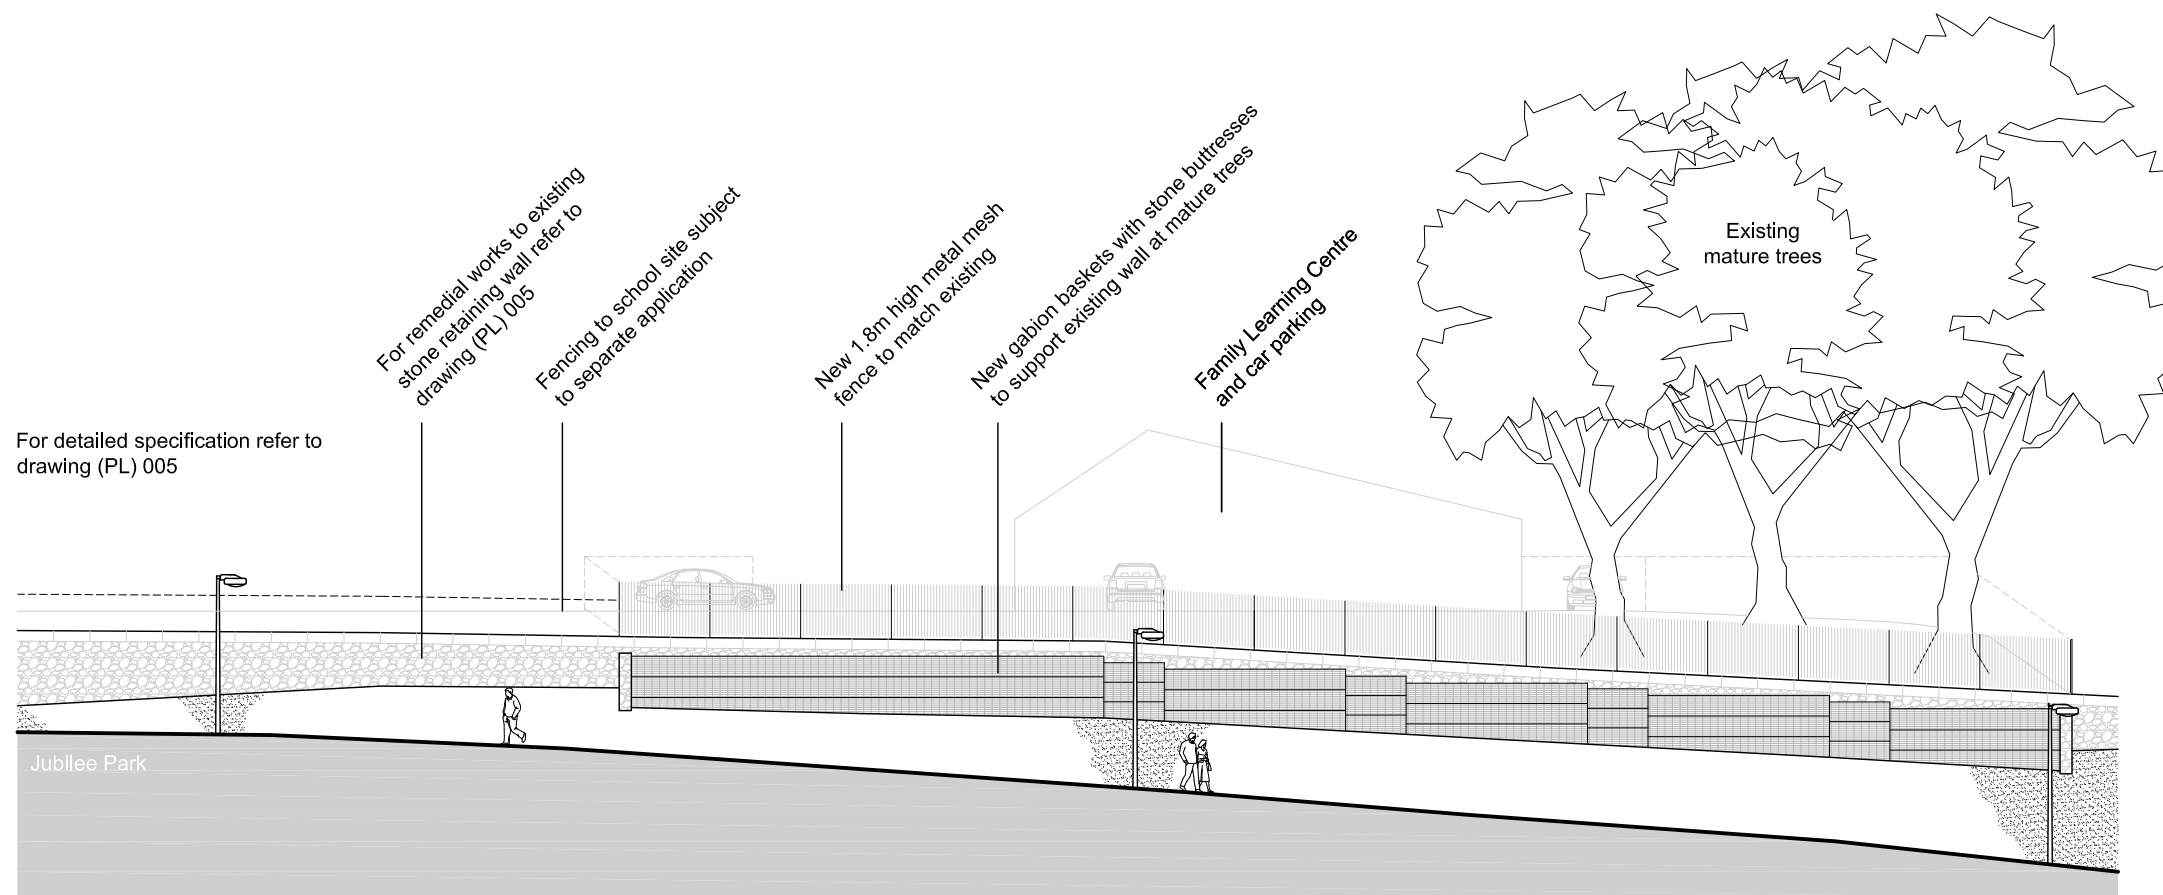 For remedial works to existing
stone retaining wall refer to
drawing (PL) 005
Fencing to school site subject
to separate application
New 1.8m high metal mesh
fence to match existing
New gabion baskets with stone buttresses
to support existing wall at mature trees
Family Learning Centre
and car parking
Existing
mature trees
For detailed specification refer to
drawing (PL) 005
Jubilee Park